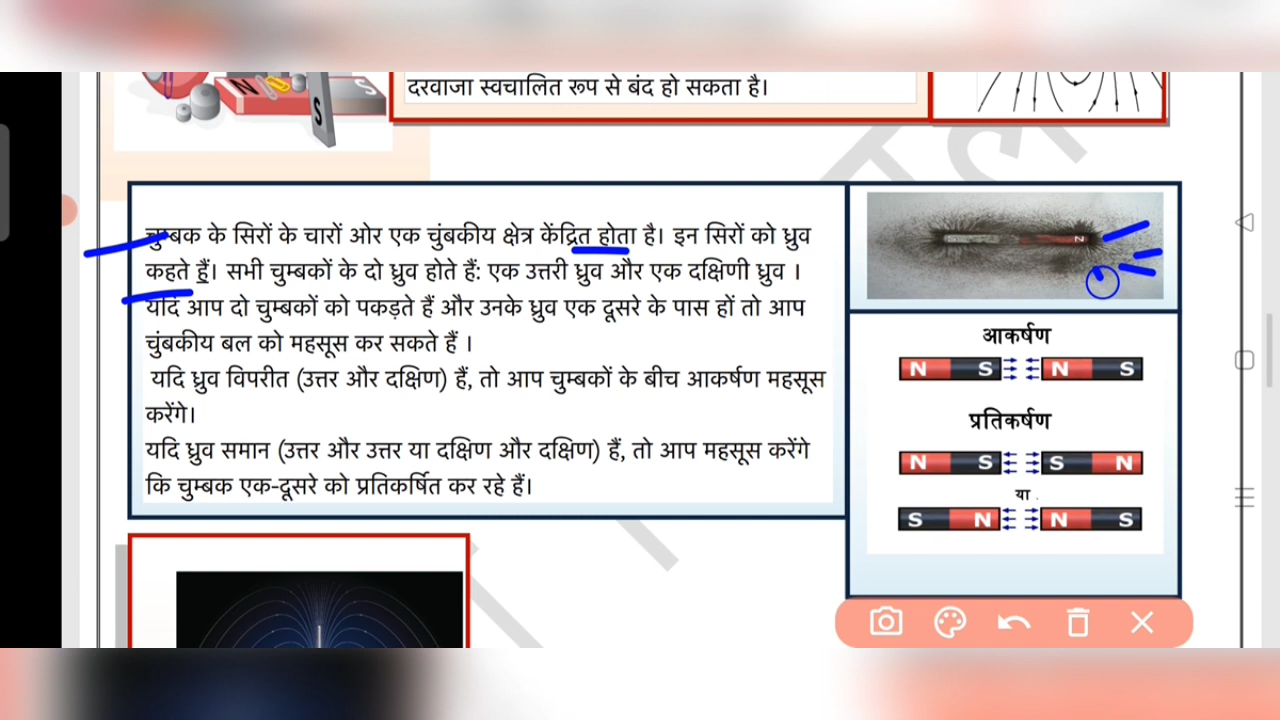 दरवाजा स्वचालित रूप से बंद हो सकता है।
N
S
S
चुम्बक के सिरों के चारों ओर एक चुंबकीय क्षेत्र केंद्रित होता है। इन सिरों को ध्रुव
कहते हैं। सभी चुम्बकों के दो ध्रुव होते हैं: एक उत्तरी ध्रुव और एक दक्षिणी ध्रुव ।
यदि आप दो चुम्बकों को पकड़ते हैं और उनके ध्रुव एक दूसरे के पास हों तो आप
चुंबकीय बल को महसूस कर सकते हैं ।
यदि ध्रुव विपरीत (उत्तर और दक्षिण) हैं, तो आप चुम्बकों के बीच आकर्षण महसूस
करेंगे।
यदि ध्रुव समान (उत्तर और उत्तर या दक्षिण और दक्षिण) हैं, तो आप महसूस करेंगे
कि चुम्बक एक-दूसरे को प्रतिकर्षित कर रहे हैं।
N
आकर्षण
N S N S
प्रतिकर्षण
N S S N
या .
S N N S